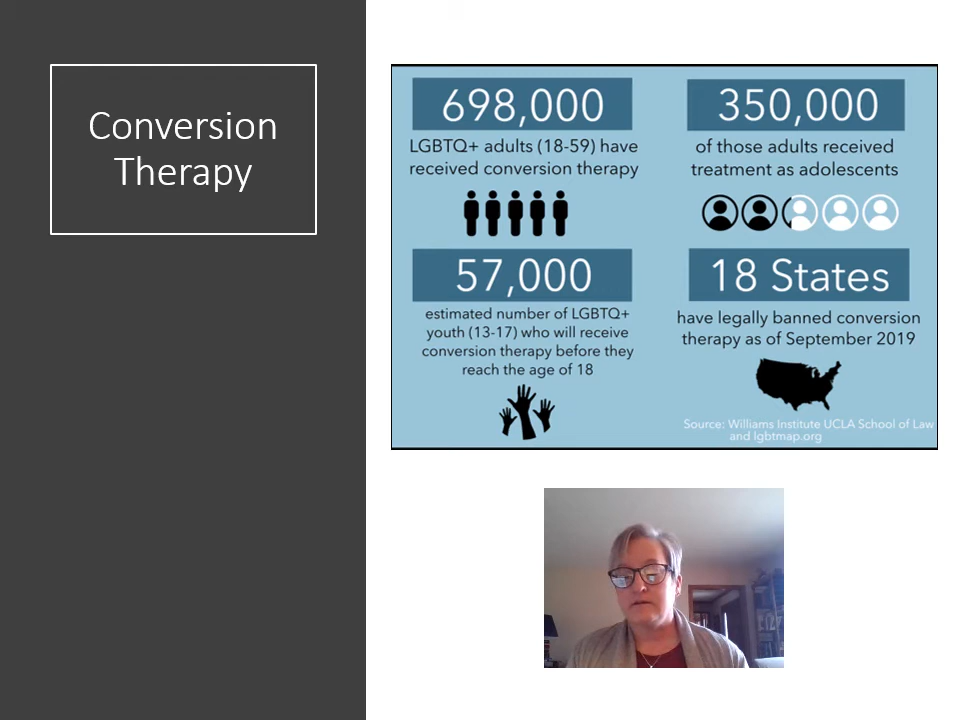 Conversion
Therapy
698,000
LGBTQ+ adults (18-59) have
received conversion therapy
350,000
of those adults received
treatment as adolescents
57,000
estimated number of LGBTQ+
youth (13-17) who will receive
conversion therapy before they
reach the age of 18
18 States
have legally banned conversion
therapy as of September 2019
Source: Williams Institute UCLA School of Law
and lgbtmap.org